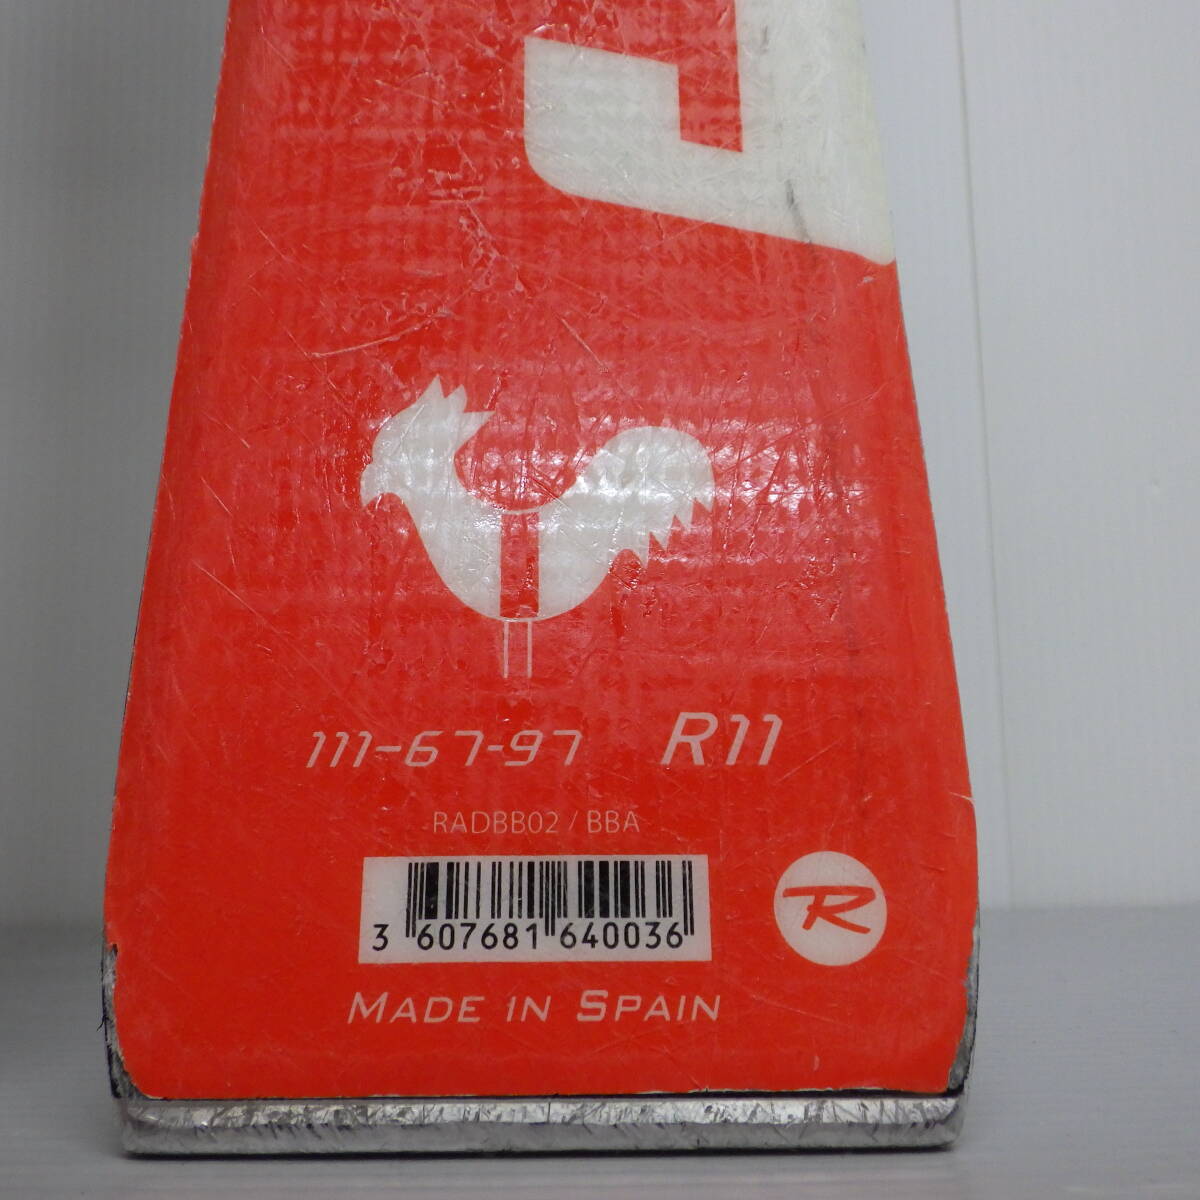 111-67-97 R11
RADBB02 / BBA
3 607681 640036
R
MADE IN SPAIN